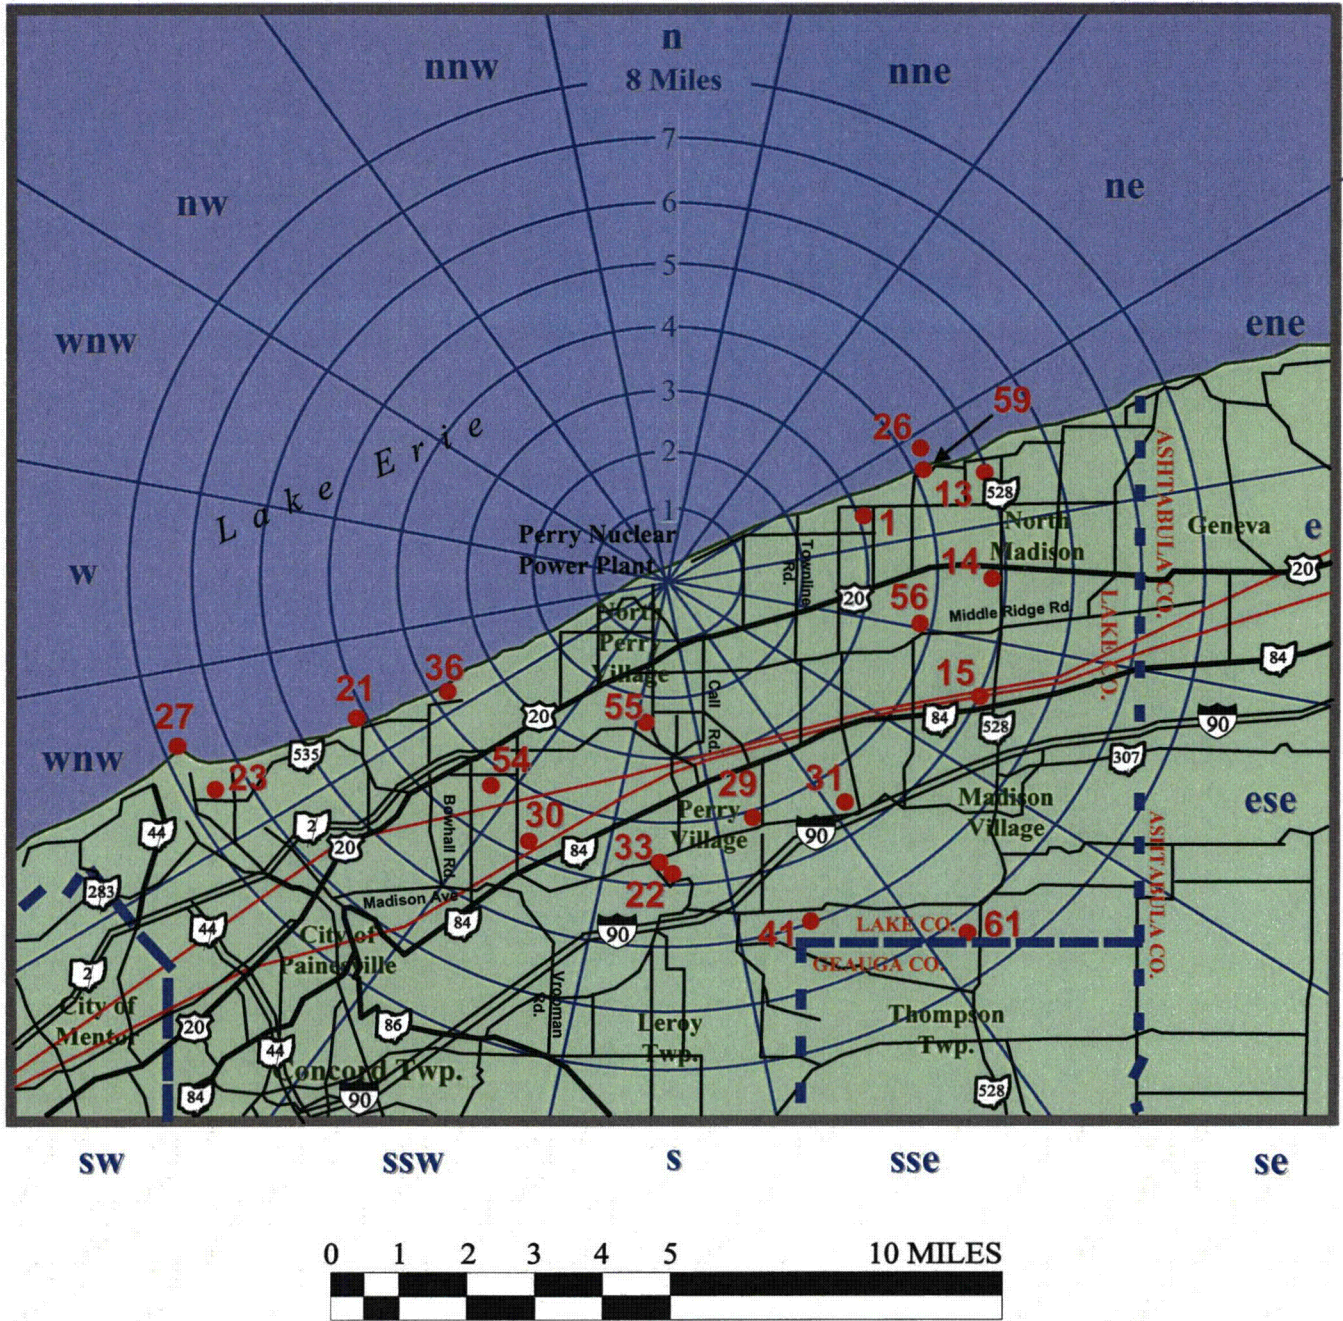 n
nnw
8 Miles
nne
7
nw
6
ne
5
ene
wnw
4
3
59
Lake Erie
26
2
13
528
1
1
North
Madison
Geneva
e
Perry Nuclear
Power Plant
w
Townline
Rd.
14
20
20
56
Middle Ridge Rd.
ASHTABULA CO.
LAKE CO.
North
Perry
Village
84
36
15
21
55
Gall
Rd.
27
20
84
528
90
535
wnw
54
307
23
29
31
ese
Bowhall Rd.
Perry
Village
Madison
Village
44
2
30
90
20
84
33
ASHTABULA CO.
283
Madison Ave
22
44
84
90
41
LAKE CO.
61
City of
Painesville
GEAUGA CO.
2
Vrooman
Rd.
City of
Mentor
20
86
Leroy
Twp.
Thompson
Twp.
44
Concord Twp.
84
90
528
sw
ssw
s
sse
se
0 1 2 3 4 5 10 MILES